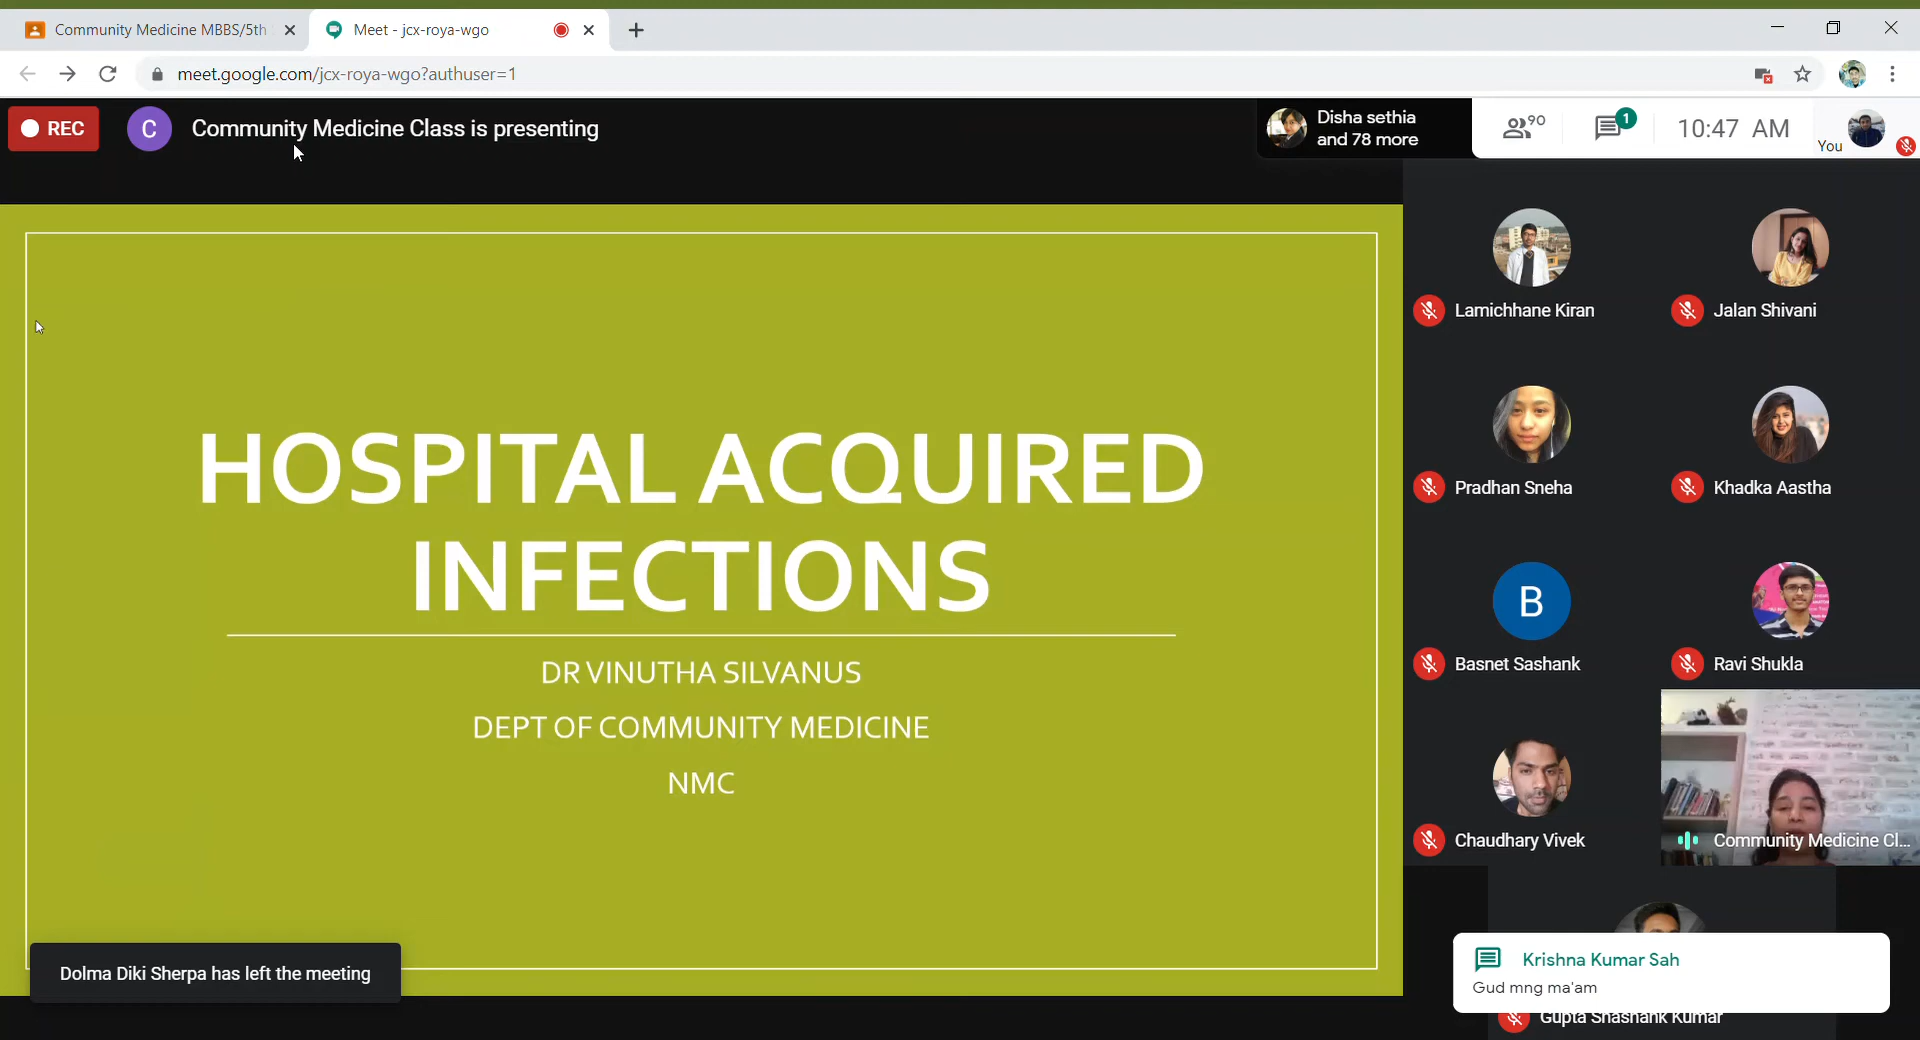 Community Medicine MBBS/5th
Meet - jcx-roya-wgo
meet.google.com/jcx-roya-wgo?authuser=1
REC
C
Community Medicine Class is presenting
Disha sethia
and 78 more
90
1
10:47 AM
You
HOSPITAL ACQUIRED
INFECTIONS
DR VINUTHA SILVANUS
DEPT OF COMMUNITY MEDICINE
NMC
Lamichhane Kiran
Jalan Shivani
Pradhan Sneha
Khadka Aastha
B
Basnet Sashank
Ravi Shukla
Chaudhary Vivek
Community Medicine Cl...
Dolma Diki Sherpa has left the meeting
Krishna Kumar Sah
Gud mng ma'am
Gupta Shashank Kumar